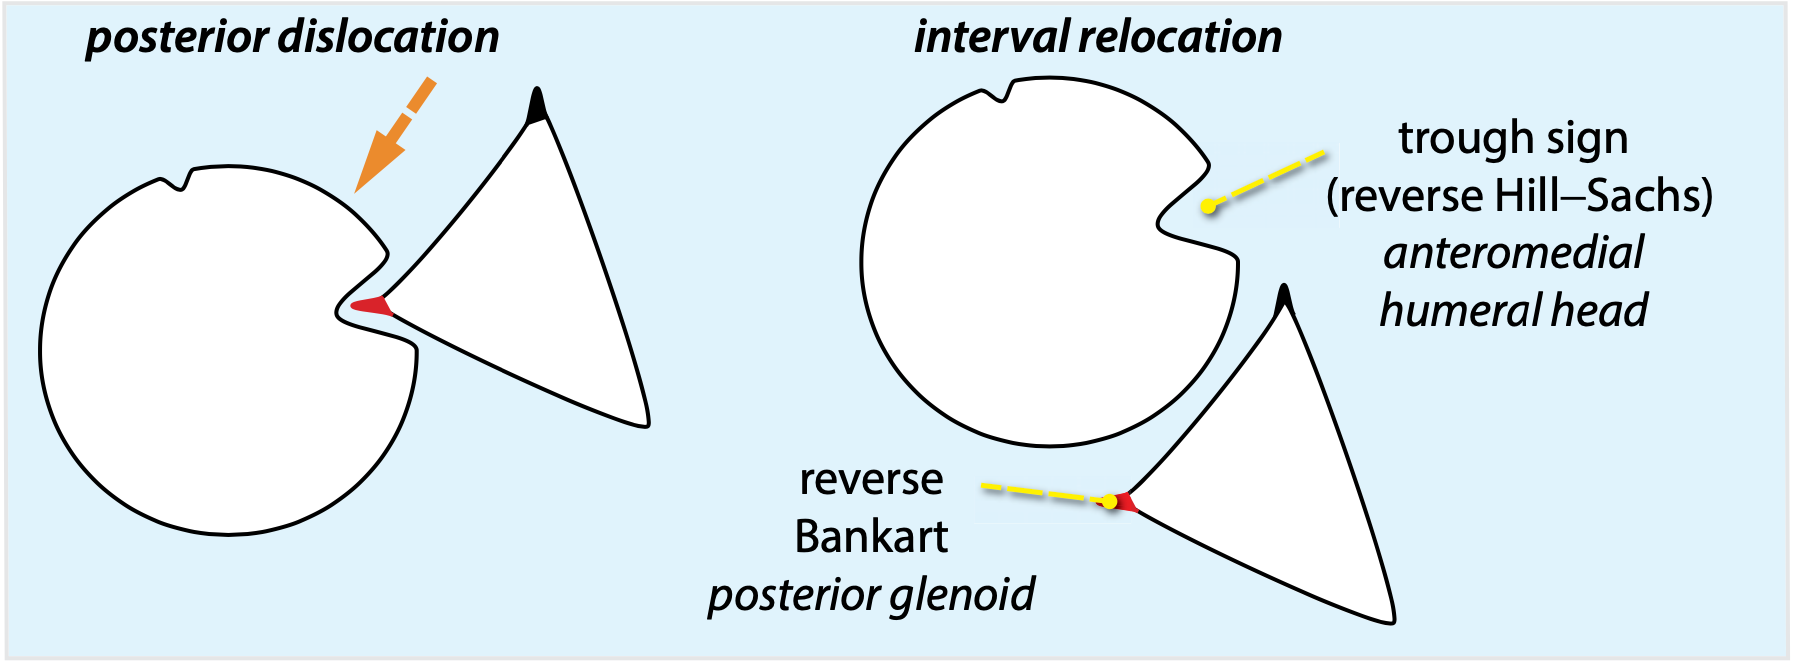 posterior dislocation
interval relocation
trough sign
(reverse Hill–Sachs)
anteromedial
humeral head
reverse
Bankart
posterior glenoid